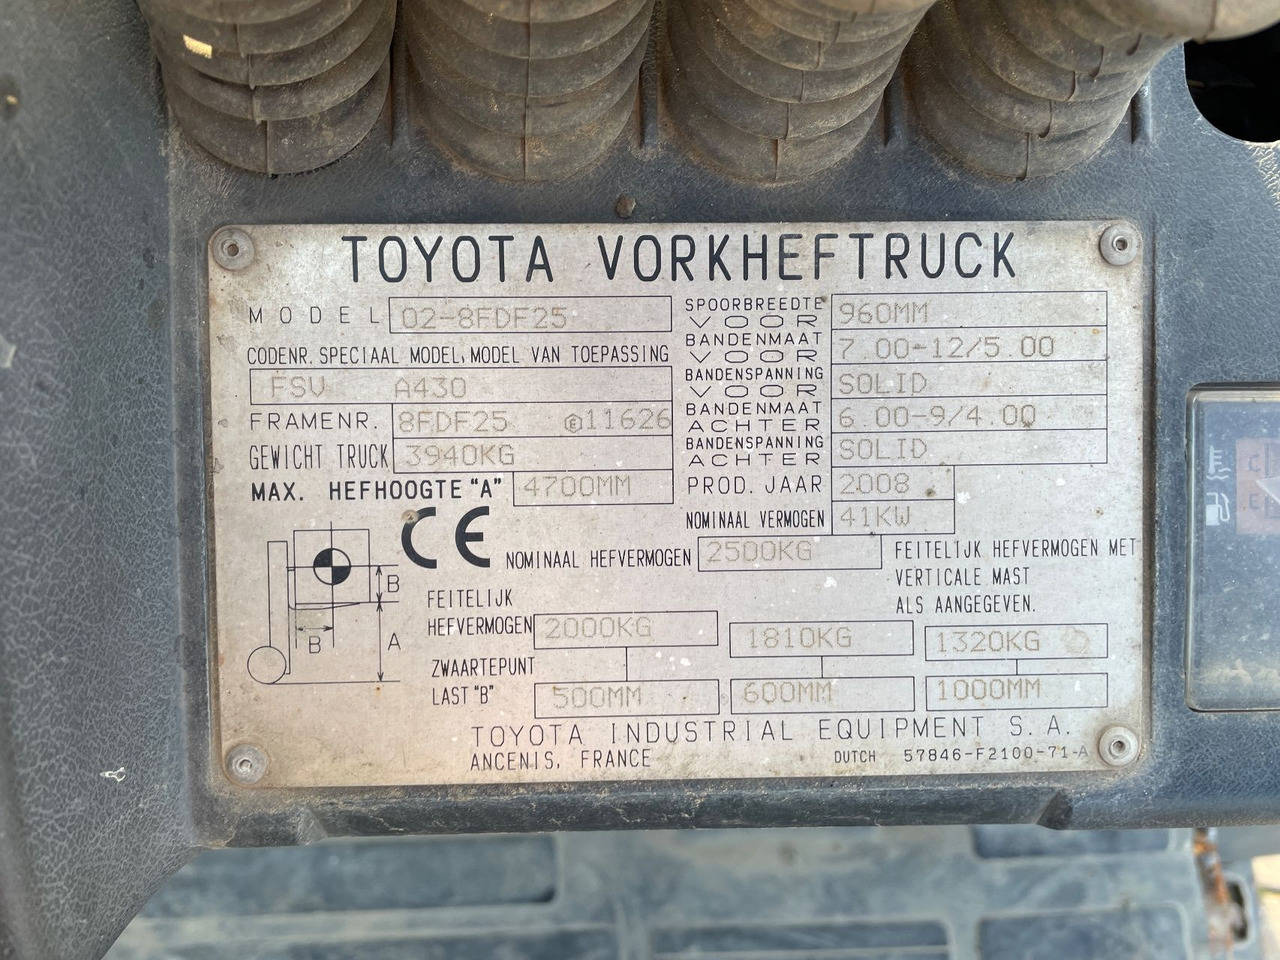 TOYOTA VORKHEFTRUCK
MODEL 02-8FDF25
CODENR. SPECIAAL MODEL, MODEL VAN TOEPASSING
FSV A430
FRAMENR. 8FDF25 Ⓔ11626
GEWICHT TRUCK 3940KG
MAX. HEFHOOGTE "A" 4700MM
SPOORBREEDTE VOOR 960MM
BANDENMAAT VOOR 7.00-12/5.00
BANDENSPANNING VOOR SOLID
BANDENMAAT ACHTER 6.00-9/4.00
BANDENSPANNING ACHTER SOLID
PROD. JAAR 2008
NOMINAAL VERMOGEN 41KW
CE
NOMINAAL HEFVERMOGEN 2500KG
FEITELIJK HEFVERMOGEN MET
VERTICALE MAST
ALS AANGEGEVEN.
B
B
A
FEITELIJK
HEFVERMOGEN 2000KG 1810KG 1320KG
ZWAARTEPUNT
LAST "B" 500MM 600MM 1000MM
TOYOTA INDUSTRIAL EQUIPMENT S.A.
ANCENIS, FRANCE
DUTCH 57846-F2100-71-A